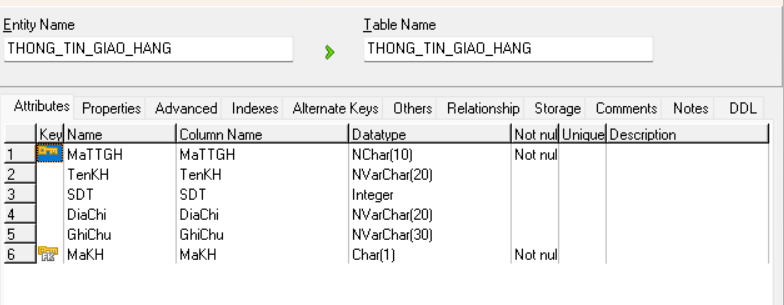 Entity Name Table Name
THONG_TIN_GIAO_HANG THONG_TIN_GIAO_HANG
Attributes Properties Advanced Indexes Alternate Keys Others Relationship Storage Comments Notes DDL
Key Name Column Name Datatype Not nul Unique Description
1 MaTTGH MaTTGH NChar(10) Not nul
2 TenKH TenKH NVarChar(20)
3 SDT SDT Integer
4 DiaChi DiaChi NVarChar(20)
5 GhiChu GhiChu NVarChar(30)
6 FK MaKH MaKH Char(1) Not nul